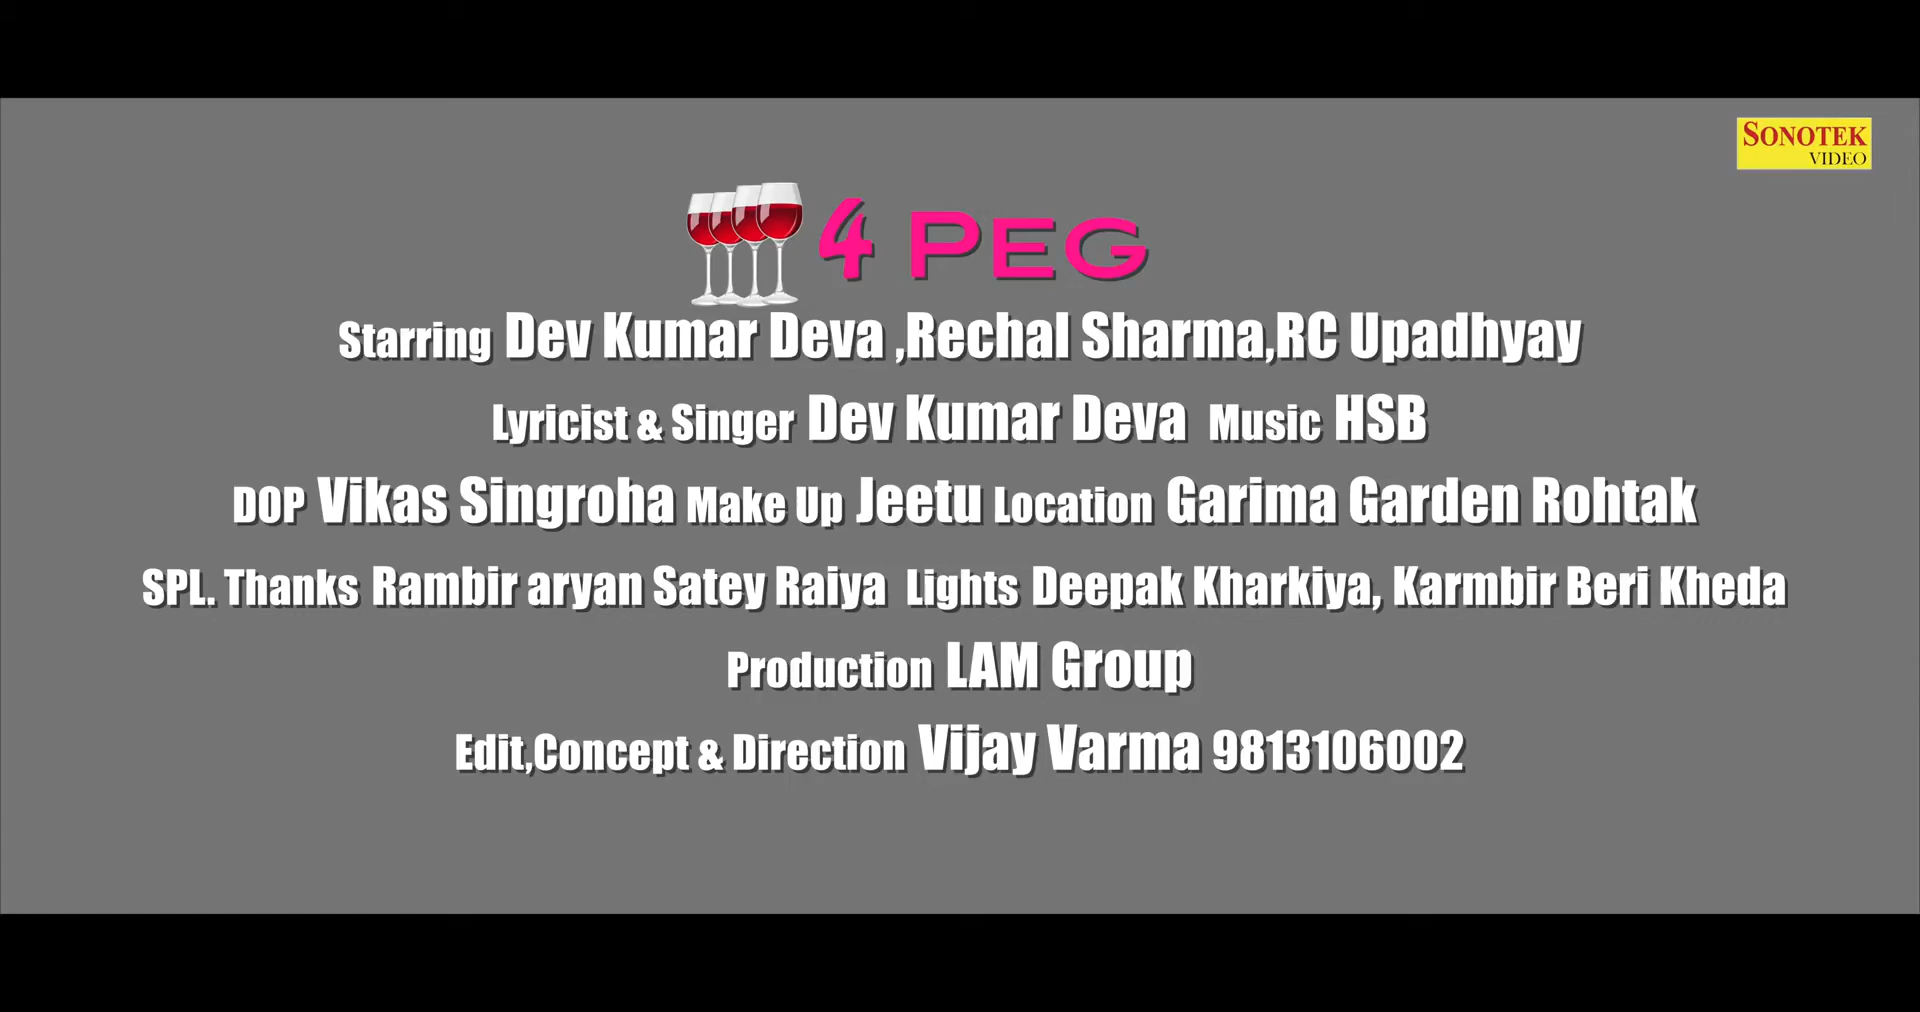 SONOTEK
VIDEO
4 PEG
Starring Dev Kumar Deva ,Rechal Sharma,RC Upadhyay
Lyricist & Singer Dev Kumar Deva Music HSB
DOP Vikas Singroha Make Up Jeetu Location Garima Garden Rohtak
SPL. Thanks Rambir aryan Satey Raiya Lights Deepak Kharkiya, Karmbir Beri Kheda
Production LAM Group
Edit,Concept & Direction Vijay Varma 9813106002